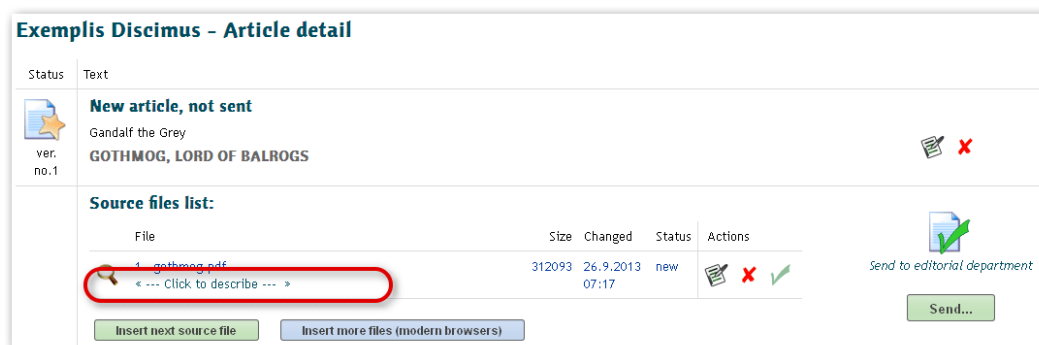 Exemplis Discimus - Article detail
Status Text
New article, not sent
Gandalf the Grey
ver. no.1
GOTHMOG, LORD OF BALROGS
Source files list:
File Size Changed Status Actions
1 gothmog.pdf 312093 26.9.2013 07:17 new
« --- Click to describe --- »
Send to editorial department
Insert next source file Insert more files (modern browsers) Send...